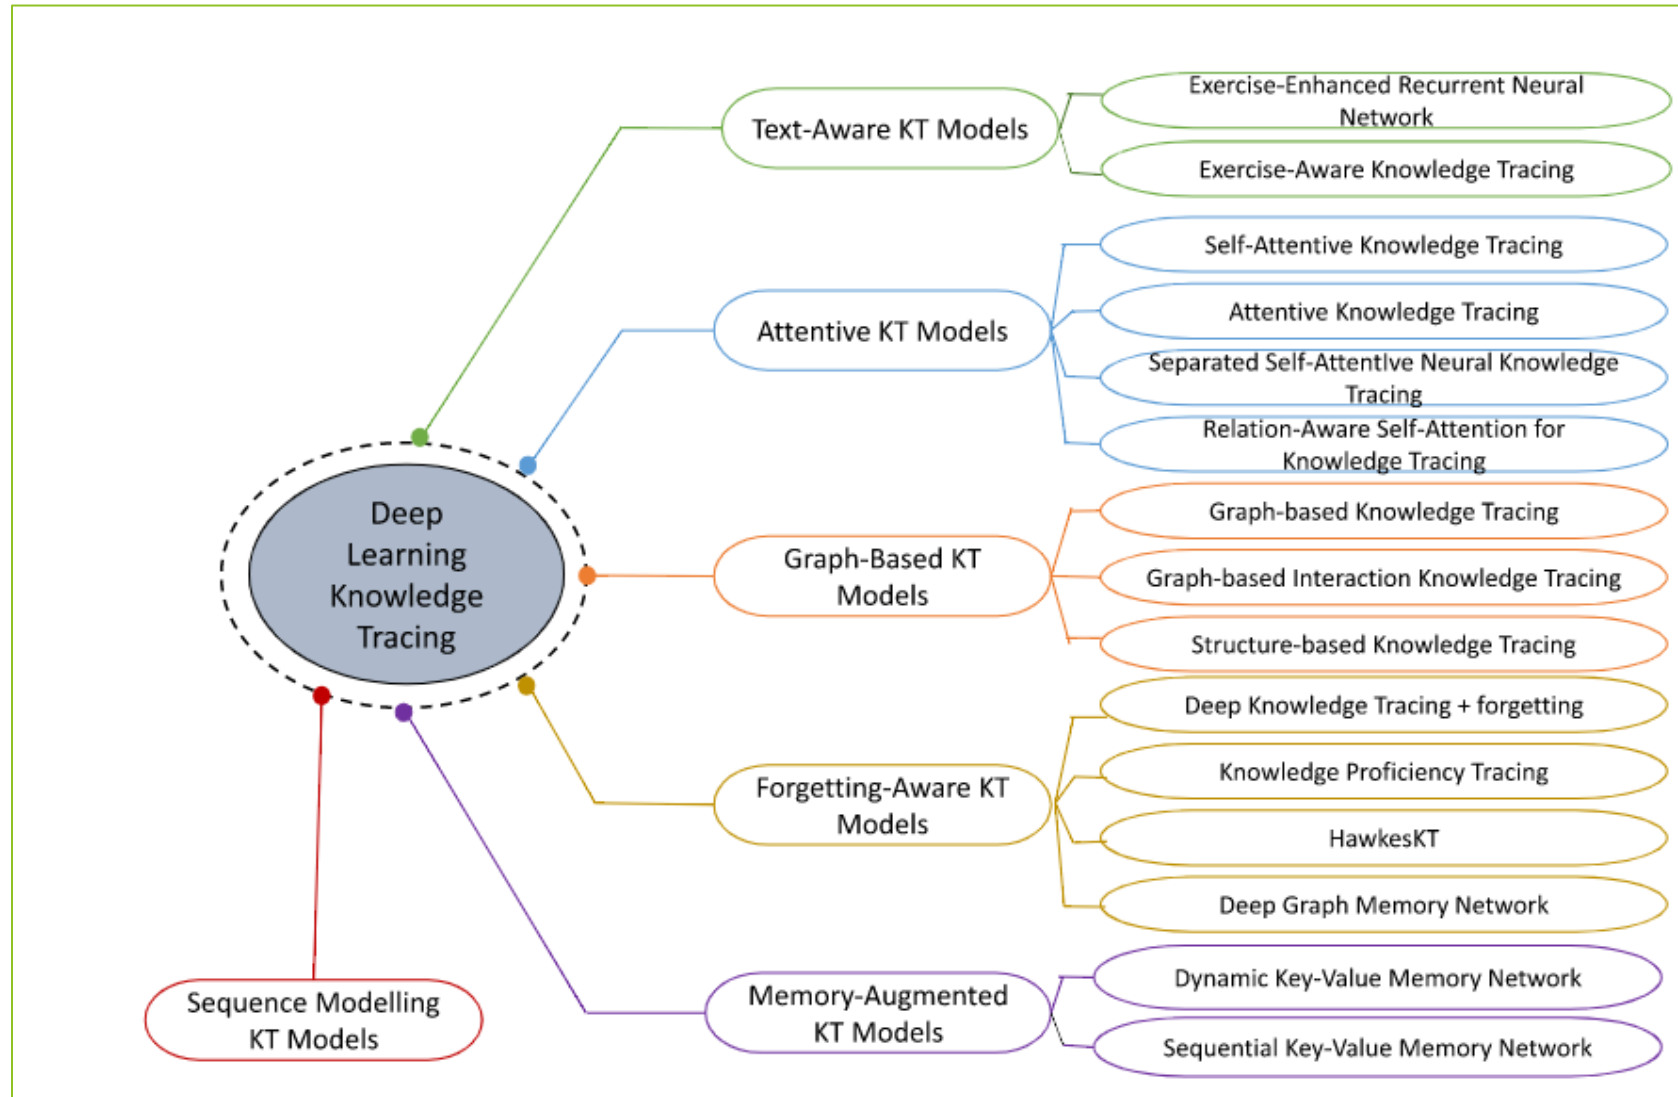 Exercise-Enhanced Recurrent Neural
Network
Text-Aware KT Models
Exercise-Aware Knowledge Tracing
Self-Attentive Knowledge Tracing
Attentive Knowledge Tracing
Attentive KT Models
Separated Self-Attentive Neural Knowledge
Tracing
Relation-Aware Self-Attention for
Knowledge Tracing
Deep
Learning
Knowledge
Tracing
Graph-based Knowledge Tracing
Graph-Based KT
Models
Graph-based Interaction Knowledge Tracing
Structure-based Knowledge Tracing
Deep Knowledge Tracing + forgetting
Knowledge Proficiency Tracing
Forgetting-Aware KT
Models
HawkesKT
Deep Graph Memory Network
Dynamic Key-Value Memory Network
Memory-Augmented
KT Models
Sequential Key-Value Memory Network
Sequence Modelling
KT Models